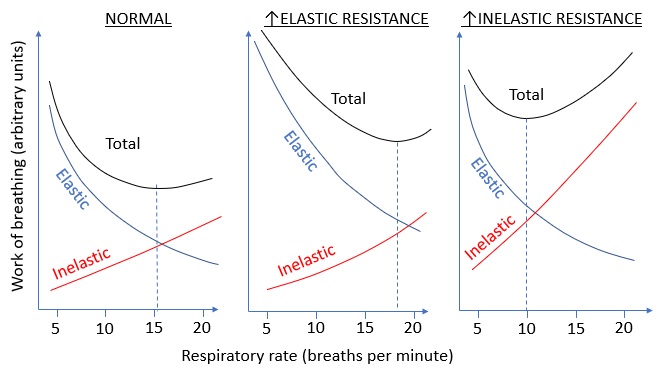 NORMAL
↑ELASTIC RESISTANCE
↑INELASTIC RESISTANCE
Work of breathing (arbitrary units)
Total
Elastic
Inelastic
5 10 15 20
Total
Elastic
Inelastic
5 10 15 20
Total
Elastic
Inelastic
5 10 15 20
Respiratory rate (breaths per minute)